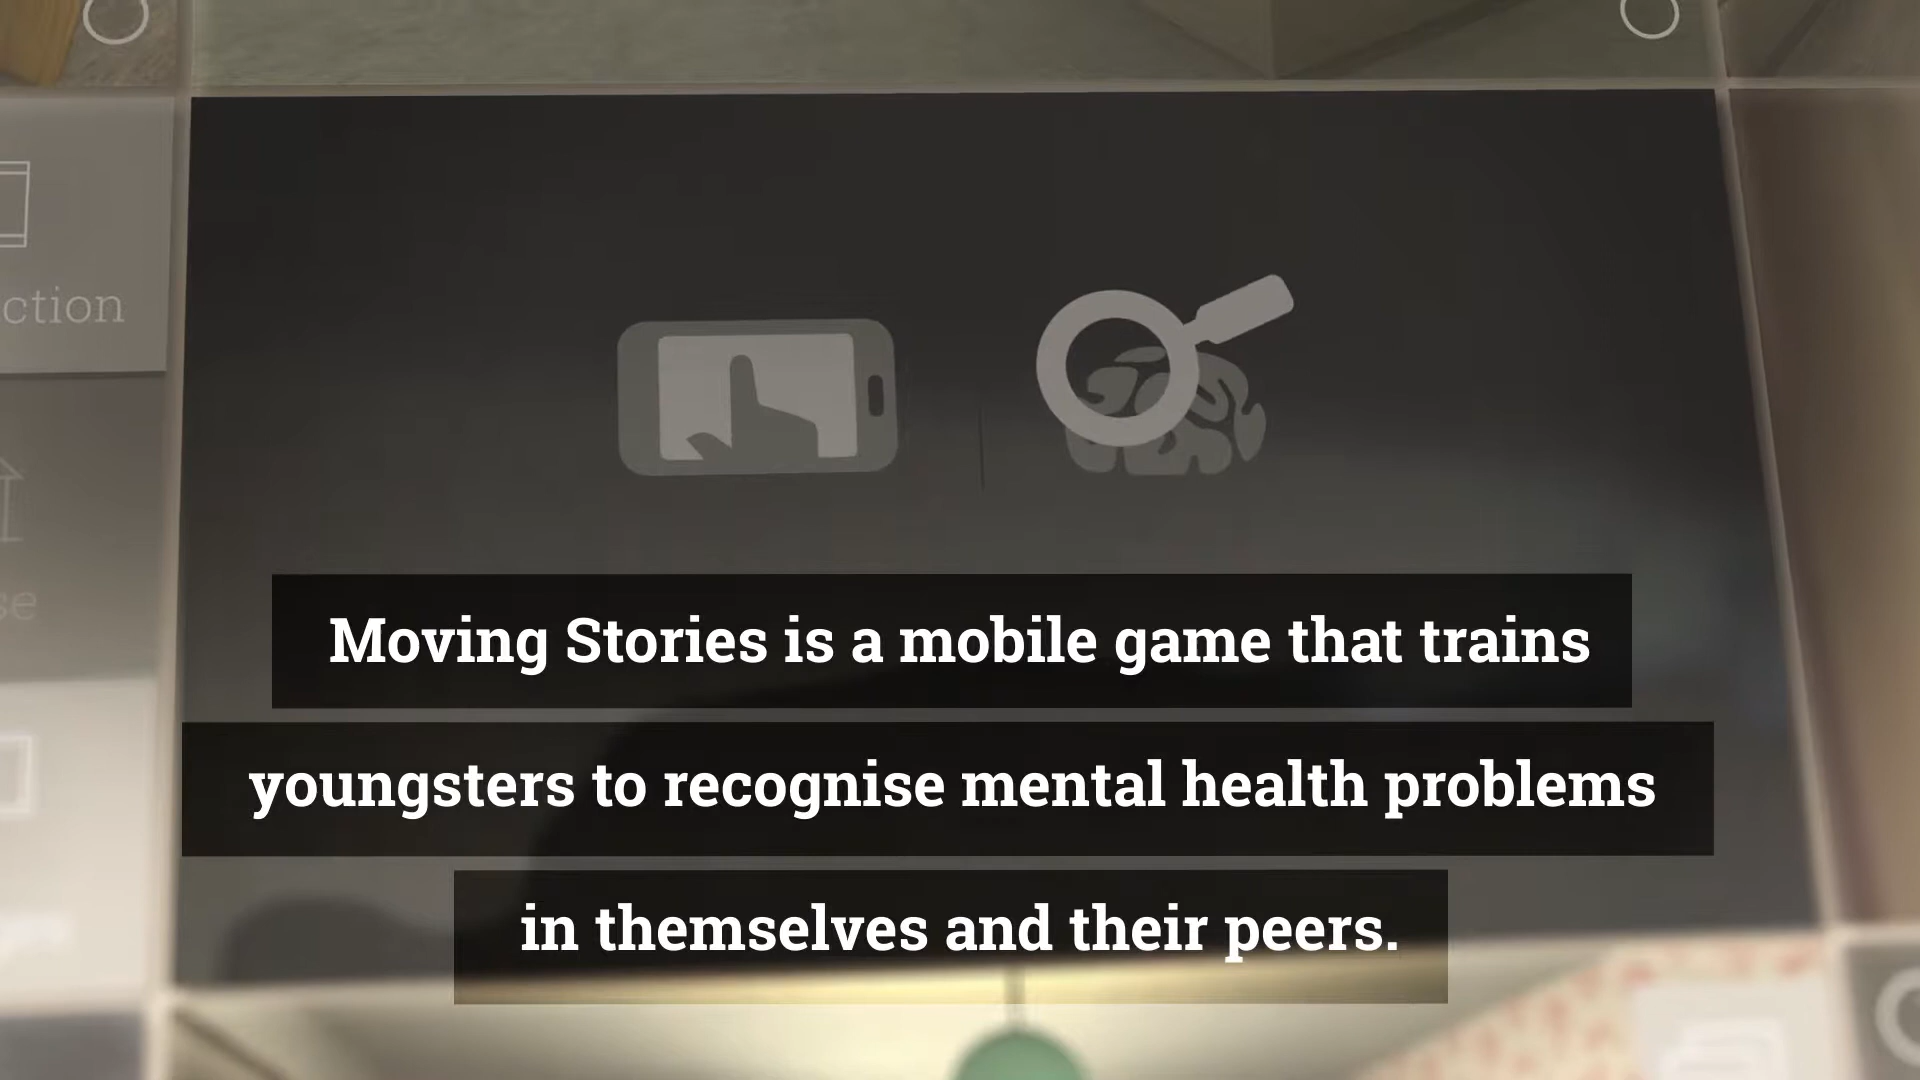 ction
se
Moving Stories is a mobile game that trains
youngsters to recognise mental health problems
in themselves and their peers.